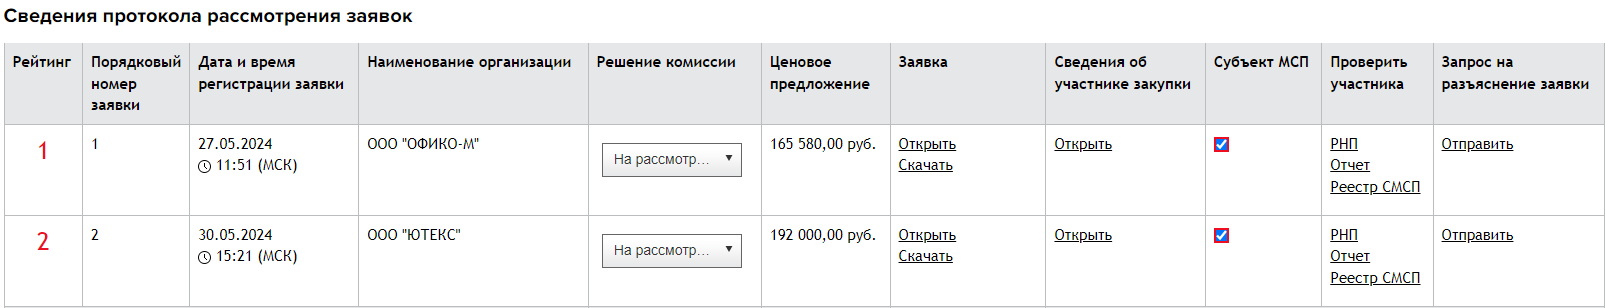 Сведения протокола рассмотрения заявок
Рейтинг
Порядковый
номер
заявки
Дата и время
регистрации заявки
Наименование организации
Решение комиссии
Ценовое
предложение
Заявка
Сведения об
участнике закупки
Субъект МСП
Проверить
участника
Запрос на
разъяснение заявки
1
1
27.05.2024
11:51 (МСК)
ООО "ОФИКО-М"
На рассмотр...
165 580,00 руб.
Открыть
Скачать
Открыть
РНП
Отчет
Реестр СМСП
Отправить
2
2
30.05.2024
15:21 (МСК)
ООО "ЮТЕКС"
На рассмотр...
192 000,00 руб.
Открыть
Скачать
Открыть
РНП
Отчет
Реестр СМСП
Отправить